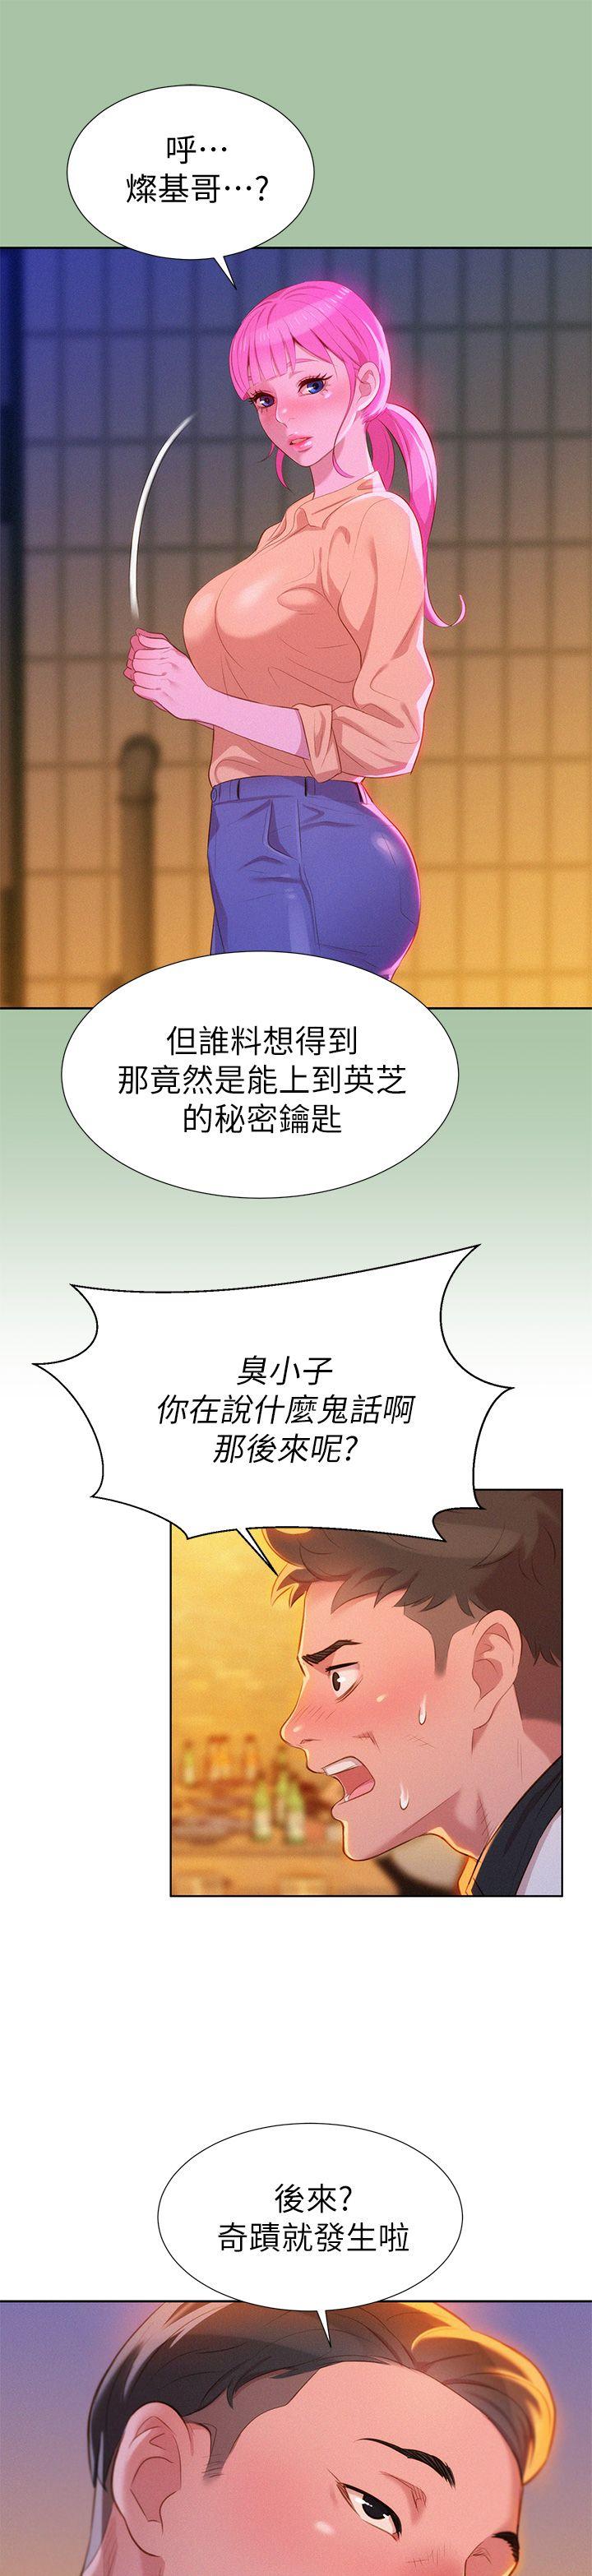 呼…
燦基哥…?
但誰料想得到
那竟然是能上到英芝
的秘密鑰匙
臭小子
你在說什麼鬼話啊
那後來呢?
後來?
奇蹟就發生啦